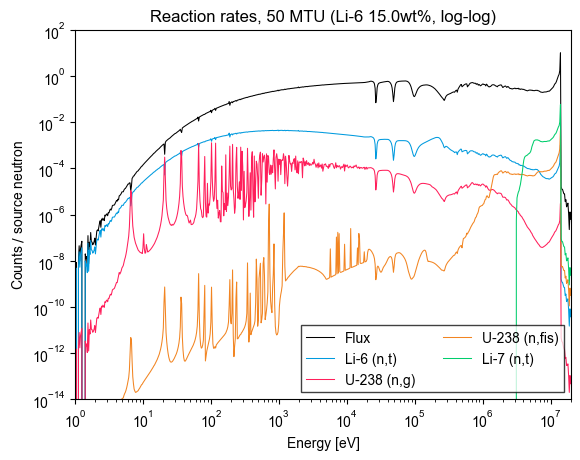 Reaction rates, 50 MTU (Li-6 15.0wt%, log-log)
Counts / source neutron
10^2
10^0
10^−2
10^−4
10^−6
10^−8
10^−10
10^−12
10^−14
Flux
Li-6 (n,t)
U-238 (n,g)
U-238 (n,fis)
Li-7 (n,t)
10^0 10^1 10^2 10^3 10^4 10^5 10^6 10^7
Energy [eV]